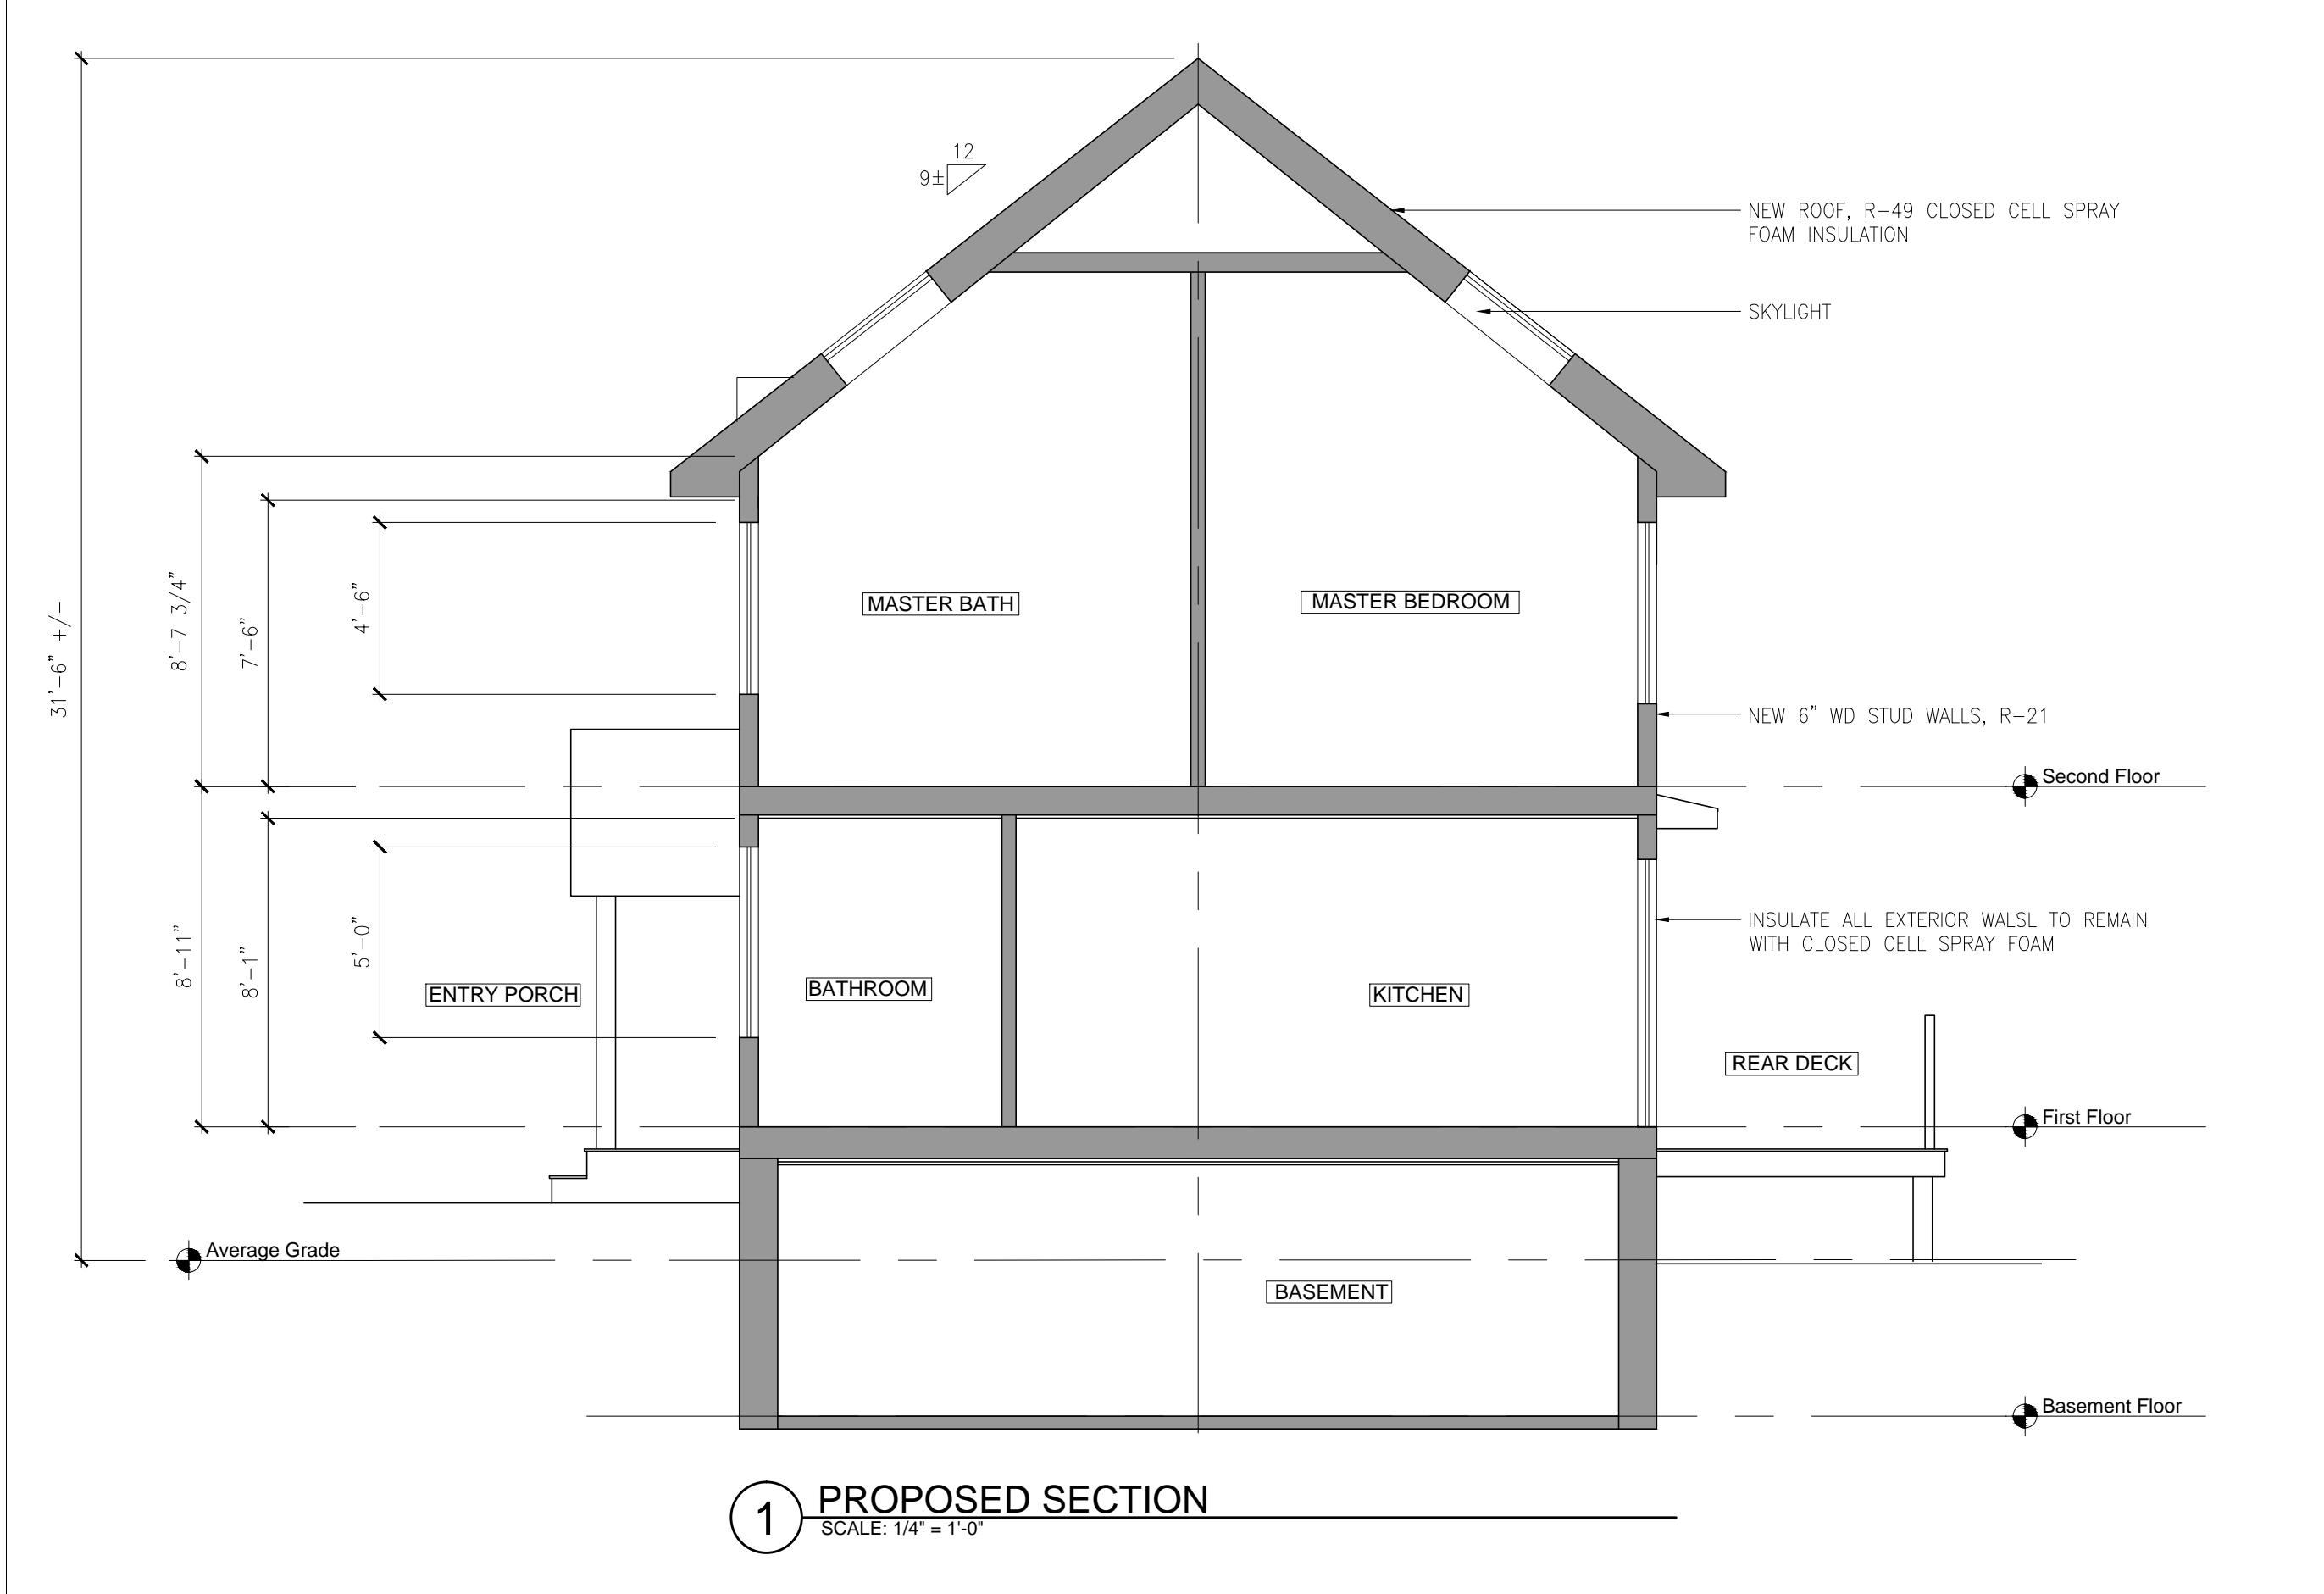 12
9±
NEW ROOF, R-49 CLOSED CELL SPRAY
FOAM INSULATION
SKYLIGHT
31'-6" +/-
8'-7 3/4"
7'-6"
4'-6"
MASTER BATH
MASTER BEDROOM
NEW 6" WD STUD WALLS, R-21
Second Floor
8'-11"
8'-1"
5'-0"
ENTRY PORCH
BATHROOM
KITCHEN
INSULATE ALL EXTERIOR WALSL TO REMAIN
WITH CLOSED CELL SPRAY FOAM
REAR DECK
First Floor
Average Grade
BASEMENT
Basement Floor
1
PROPOSED SECTION
SCALE: 1/4" = 1'-0"